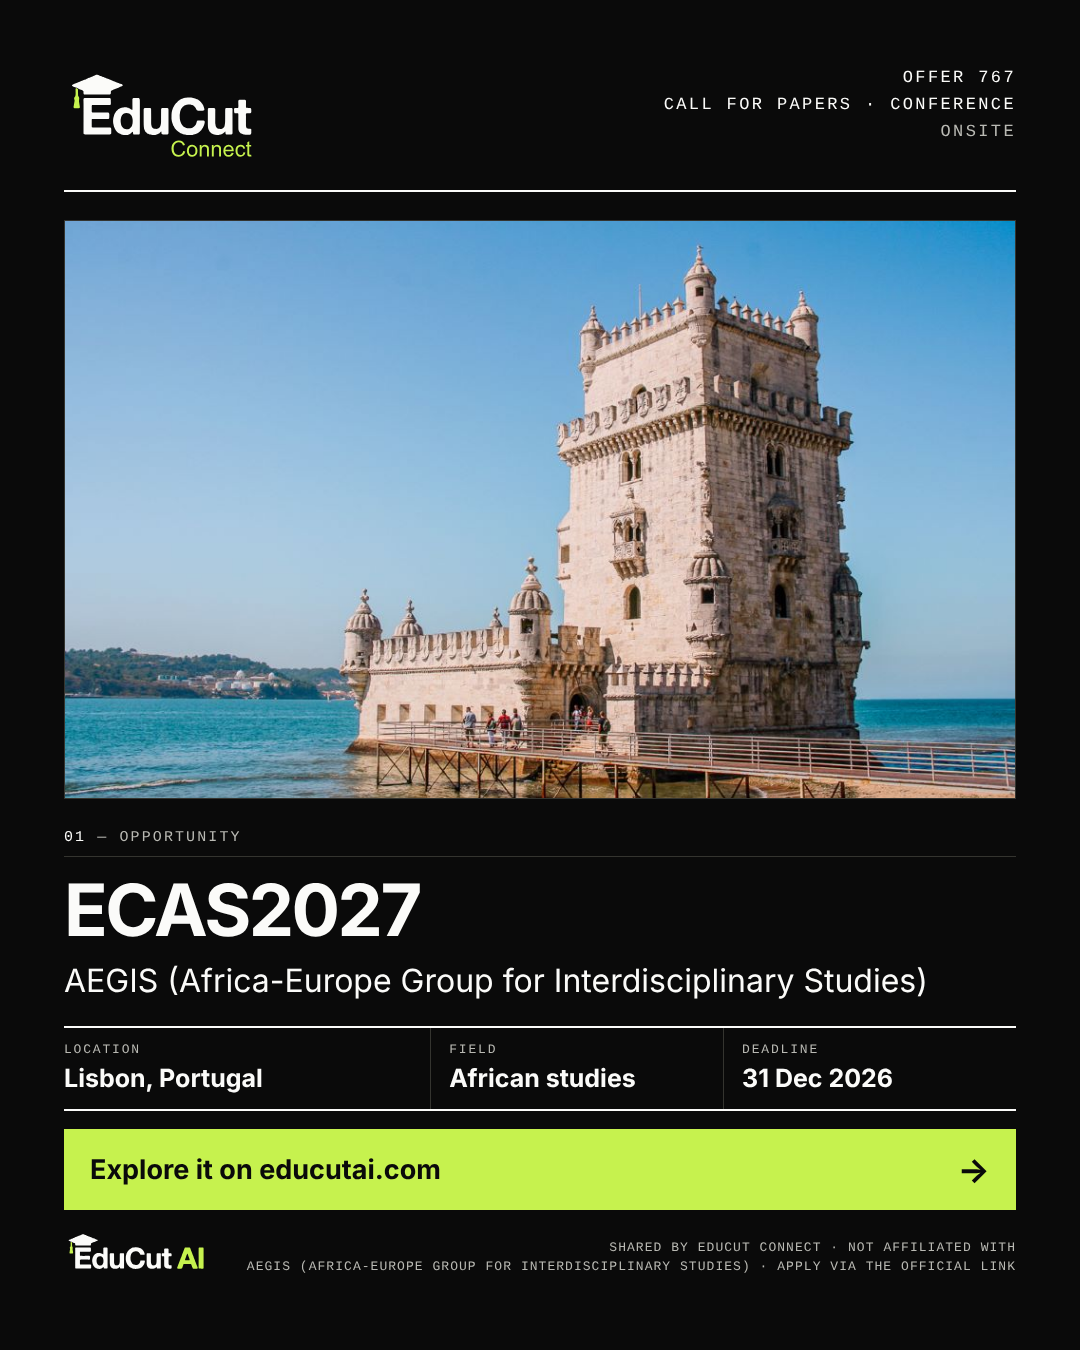 EduCut
Connect
OFFER 767
CALL FOR PAPERS · CONFERENCE
ONSITE
01 — OPPORTUNITY
ECAS2027
AEGIS (Africa-Europe Group for Interdisciplinary Studies)
LOCATION
Lisbon, Portugal
FIELD
African studies
DEADLINE
31 Dec 2026
Explore it on educutai.com →
EduCut AI
SHARED BY EDUCUT CONNECT · NOT AFFILIATED WITH
AEGIS (AFRICA-EUROPE GROUP FOR INTERDISCIPLINARY STUDIES) · APPLY VIA THE OFFICIAL LINK